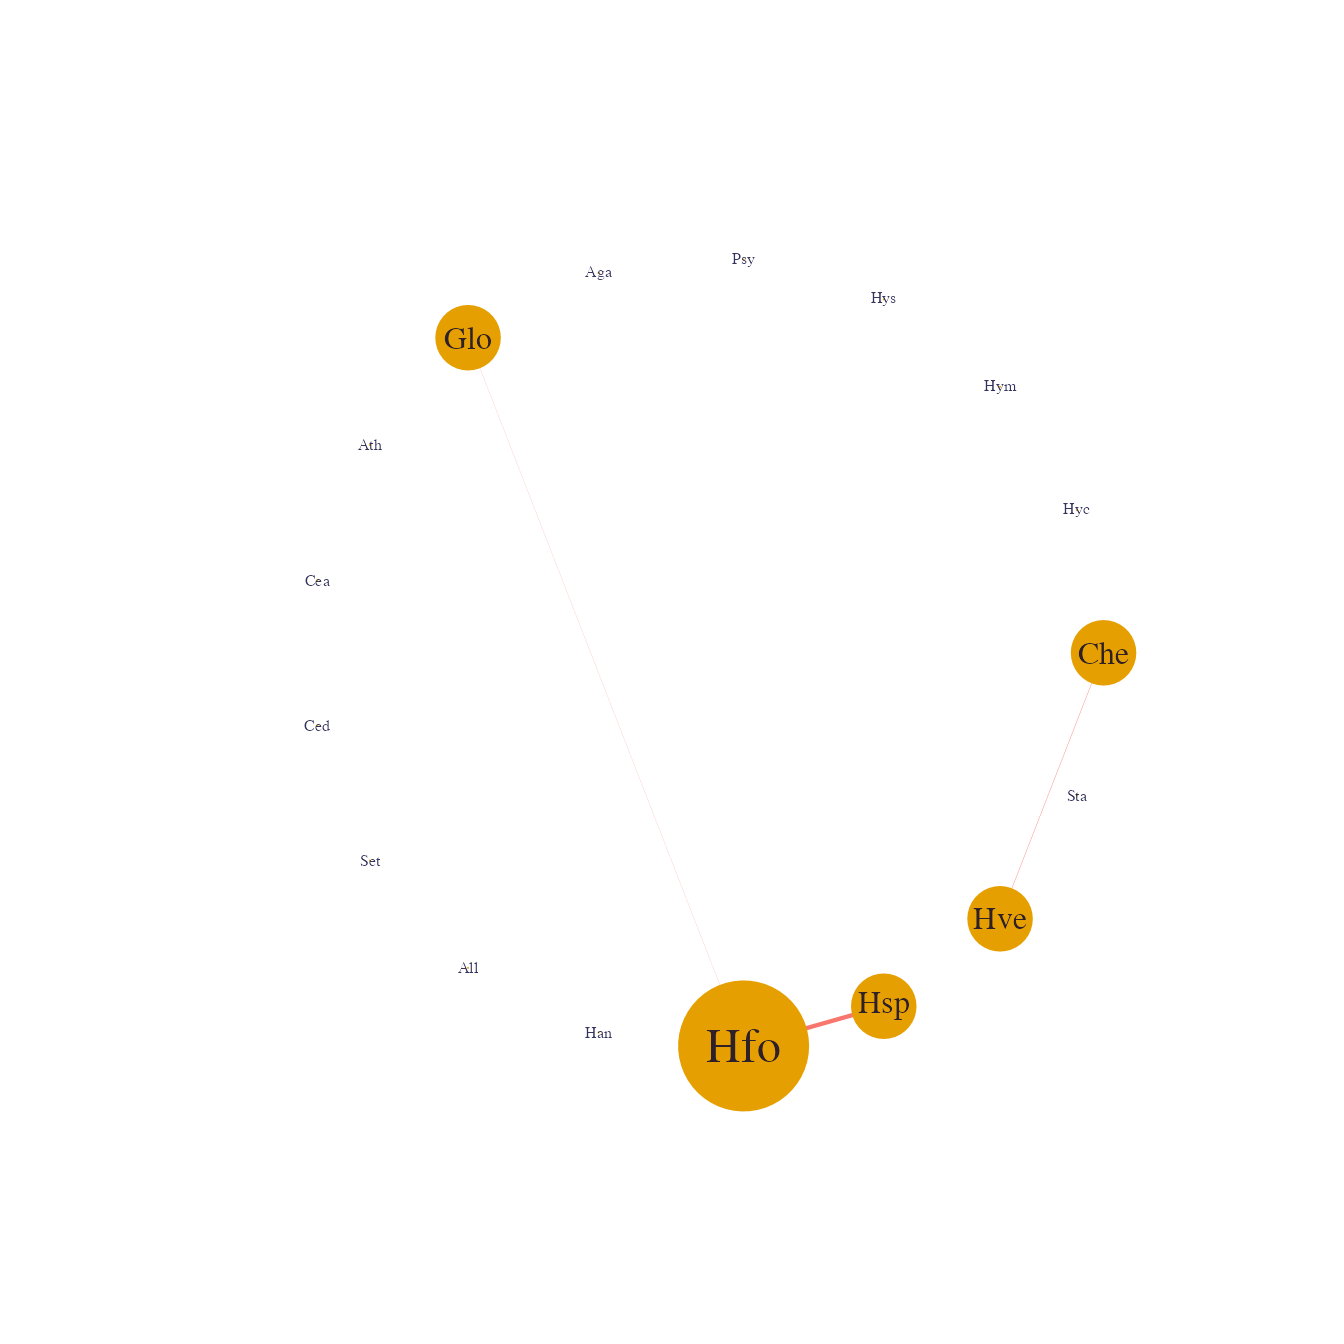 Psy
Aga
Hys
Glo
Hym
Ath
Hyc
Cea
Che
Ced
Sta
Set
Hve
All
Hsp
Han
Hfo